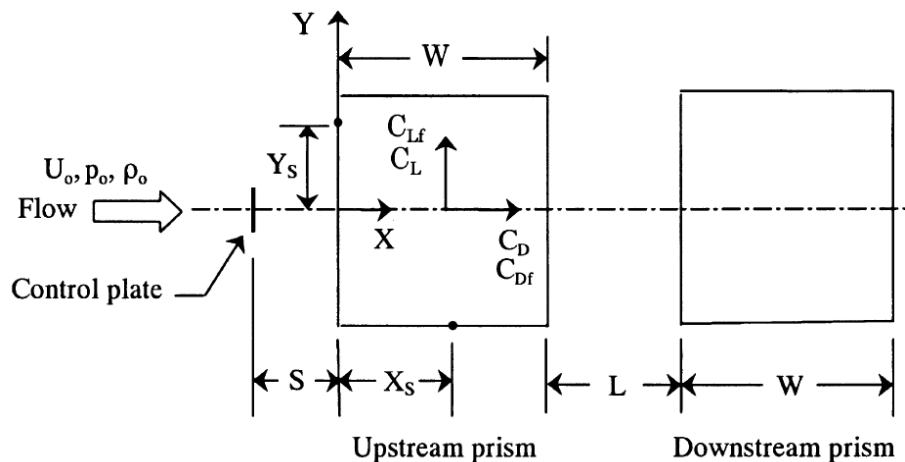 Y
W
C_Lf
C_L
Y_S
U_o, p_o, ρ_o
Flow
X
C_D
C_Df
Control plate
S
X_S
L
W
Upstream prism
Downstream prism